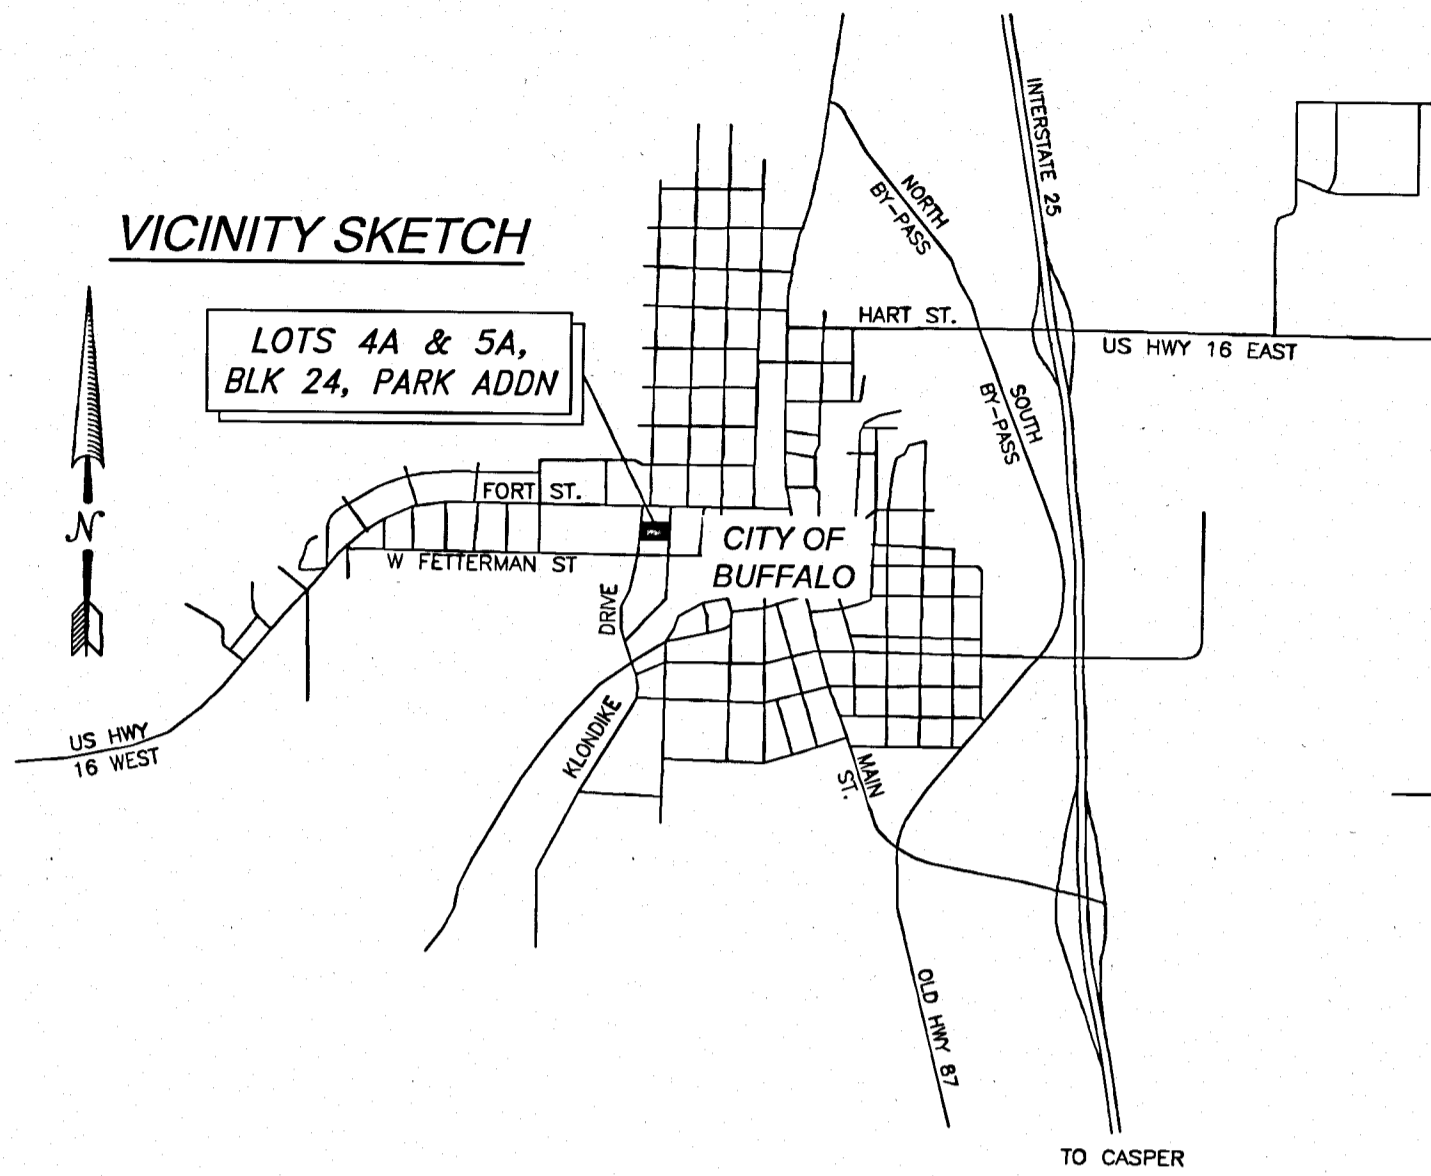 VICINITY SKETCH
LOTS 4A & 5A,
BLK 24, PARK ADDN
N
INTERSTATE 25
NORTH
BY-PASS
HART ST.
US HWY 16 EAST
SOUTH
BY-PASS
FORT ST.
W FETTERMAN ST
CITY OF
BUFFALO
DRIVE
KLONDIKE
US HWY
16 WEST
MAIN
ST.
OLD HWY 87
TO CASPER